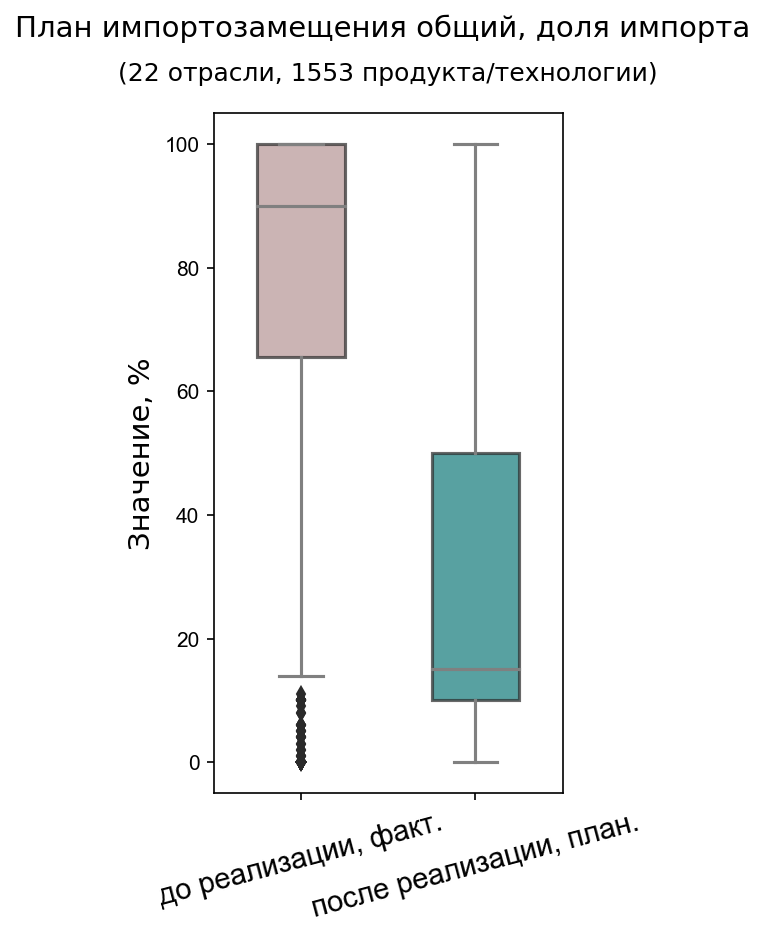 План импортозамещения общий, доля импорта
(22 отрасли, 1553 продукта/технологии)
Значение, %
100
80
60
40
20
0
до реализации, факт.
после реализации, план.